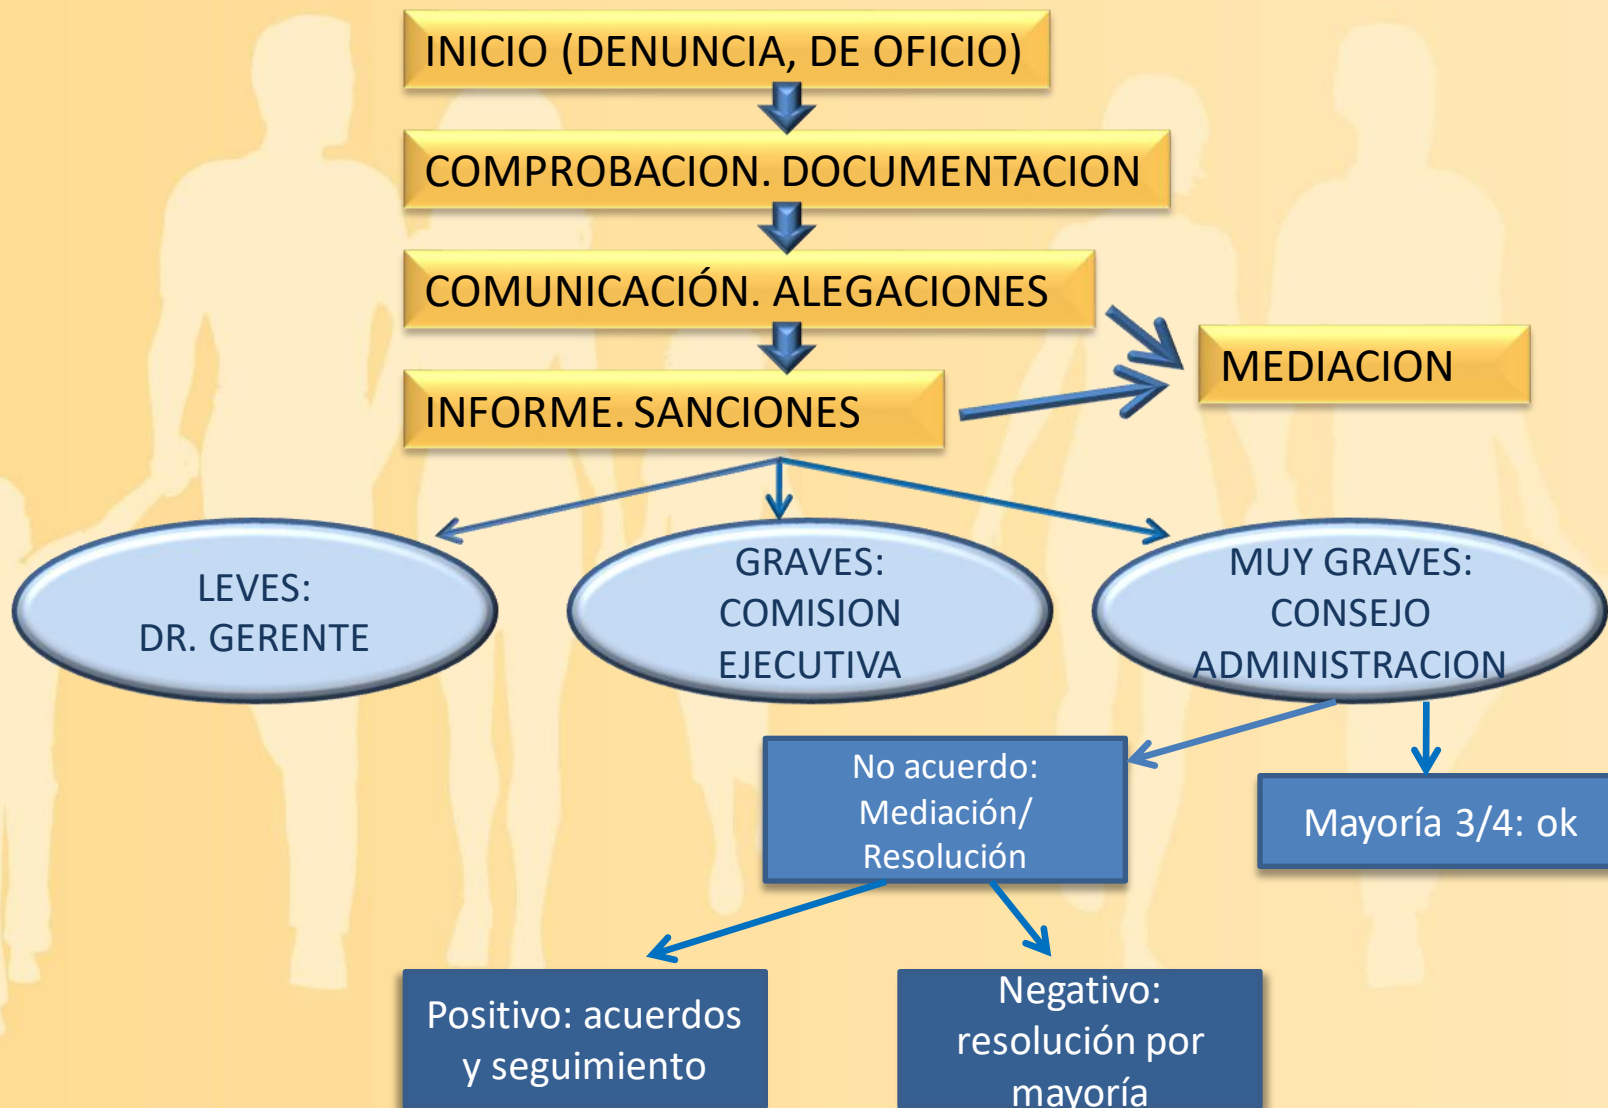 INICIO (DENUNCIA, DE OFICIO)
COMPROBACION. DOCUMENTACION
COMUNICACIÓN. ALEGACIONES
MEDIACION
INFORME. SANCIONES
LEVES:
DR. GERENTE
GRAVES:
COMISION
EJECUTIVA
MUY GRAVES:
CONSEJO
ADMINISTRACION
No acuerdo:
Mediación/
Resolución
Mayoría 3/4: ok
Positivo: acuerdos
y seguimiento
Negativo:
resolución por
mayoría